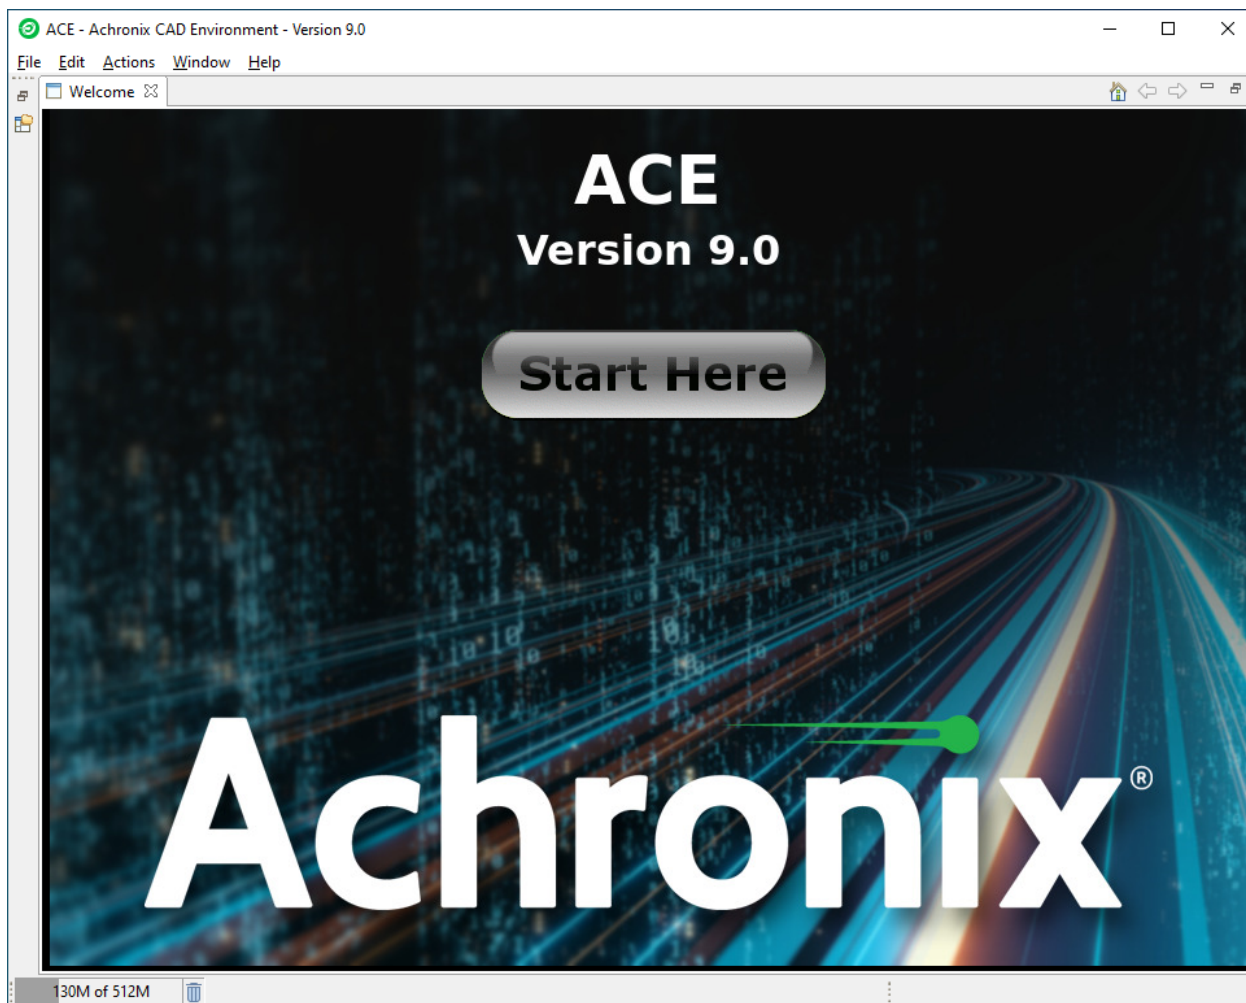 ACE - Achronix CAD Environment - Version 9.0
File Edit Actions Window Help
Welcome
ACE
Version 9.0
Start Here
Achronix®
130M of 512M